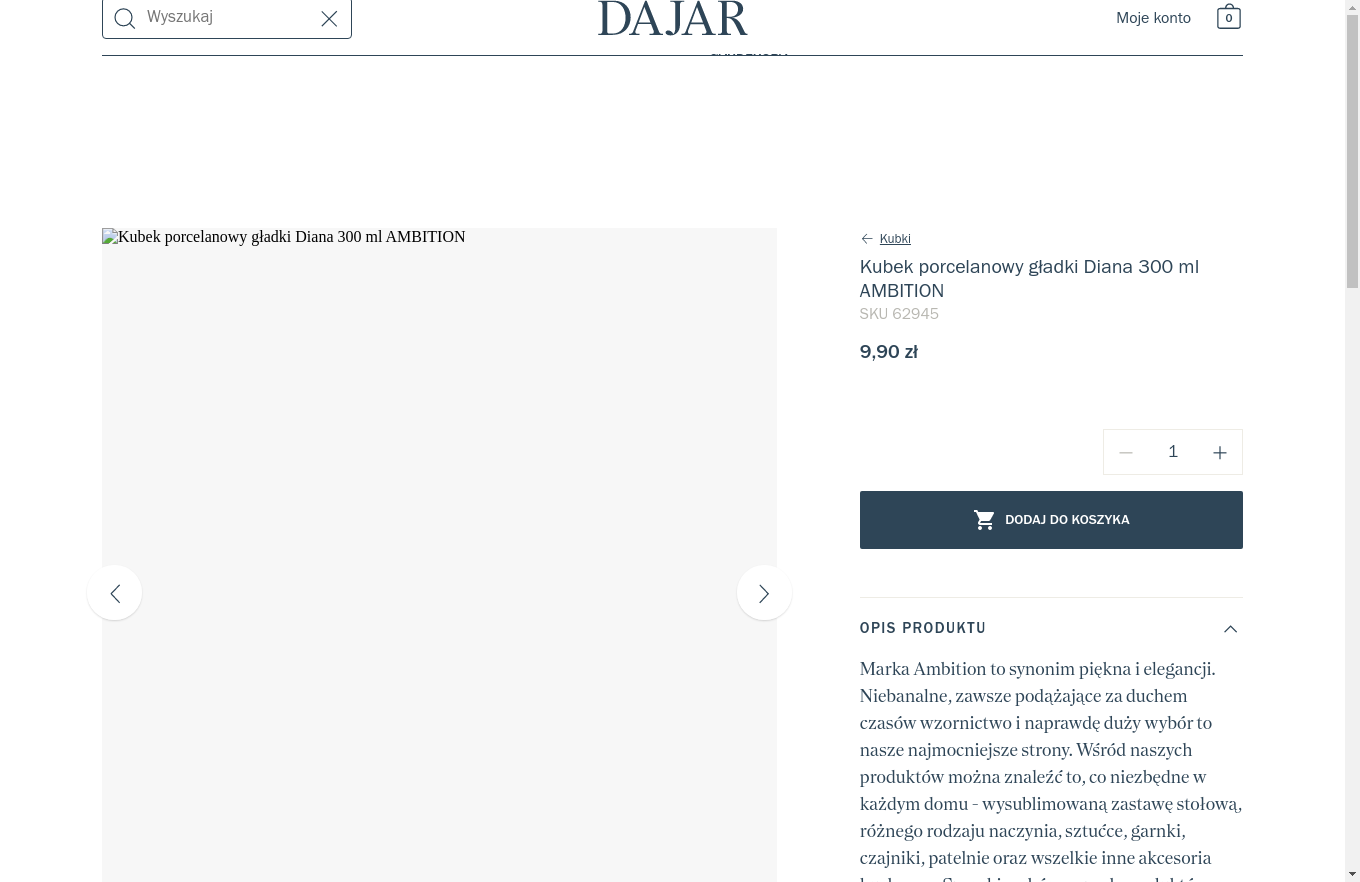 Wyszukaj
DAJAR
Moje konto
0
Kubek porcelanowy gładki Diana 300 ml AMBITION
Kubki
Kubek porcelanowy gładki Diana 300 ml
AMBITION
SKU 62945
9,90 zł
1
DODAJ DO KOSZYKA
OPIS PRODUKTU
Marka Ambition to synonim piękna i elegancji.
Niebanalne, zawsze podążające za duchem
czasów wzornictwo i naprawdę duży wybór to
nasze najmocniejsze strony. Wśród naszych
produktów można znaleźć to, co niezbędne w
każdym domu - wysublimowaną zastawę stołową,
różnego rodzaju naczynia, sztućce, garnki,
czajniki, patelnie oraz wszelkie inne akcesoria